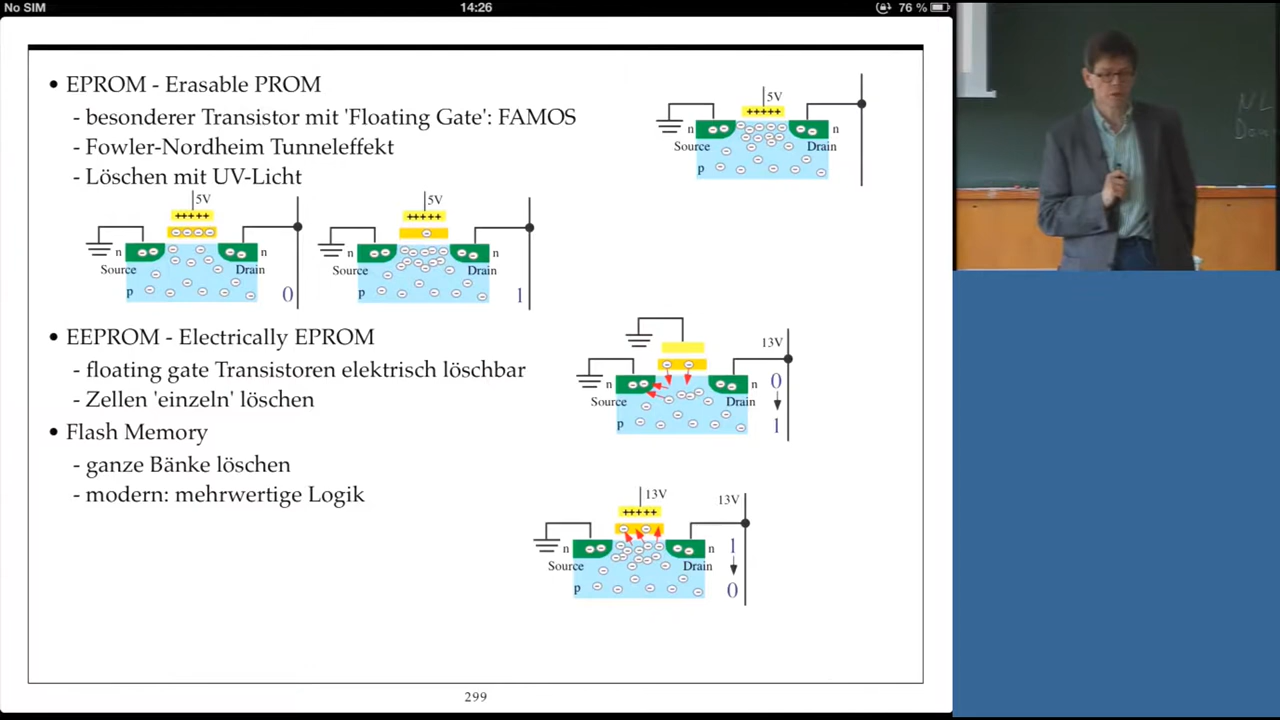 No SIM
14:26
76 %
• EPROM - Erasable PROM
- besonderer Transistor mit 'Floating Gate': FAMOS
- Fowler-Nordheim Tunneleffekt
- Löschen mit UV-Licht
5V
+++++
n
n
Source
Drain
p
5V
+++++
n
n
Source
Drain
p
0
5V
+++++
n
n
Source
Drain
p
1
• EEPROM - Electrically EPROM
- floating gate Transistoren elektrisch löschbar
- Zellen 'einzeln' löschen
13V
n
n
Source
Drain
p
0
1
• Flash Memory
- ganze Bänke löschen
- modern: mehrwertige Logik
13V
13V
+++++
n
n
Source
Drain
p
1
0
299